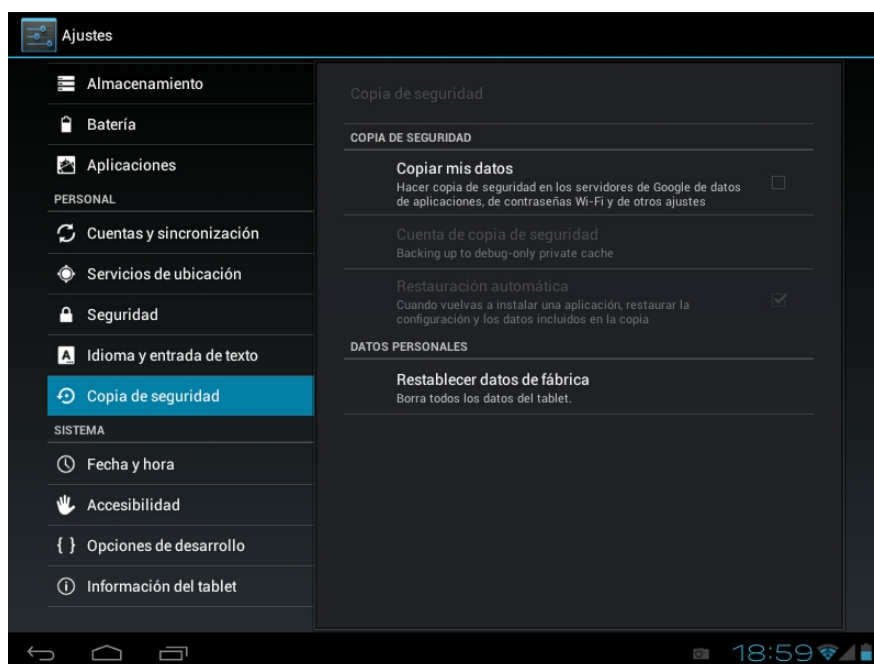 Ajustes
Almacenamiento
Batería
Aplicaciones
PERSONAL
Cuentas y sincronización
Servicios de ubicación
Seguridad
Idioma y entrada de texto
Copia de seguridad
SISTEMA
Fecha y hora
Accesibilidad
{ } Opciones de desarrollo
Información del tablet
Copia de seguridad
COPIA DE SEGURIDAD
Copiar mis datos
Hacer copia de seguridad en los servidores de Google de datos
de aplicaciones, de contraseñas Wi-Fi y de otros ajustes
Cuenta de copia de seguridad
Backing up to debug-only private cache
Restauración automática
Cuando vuelvas a instalar una aplicación, restaurar la
configuración y los datos incluidos en la copia
DATOS PERSONALES
Restablecer datos de fábrica
Borra todos los datos del tablet.
18:59